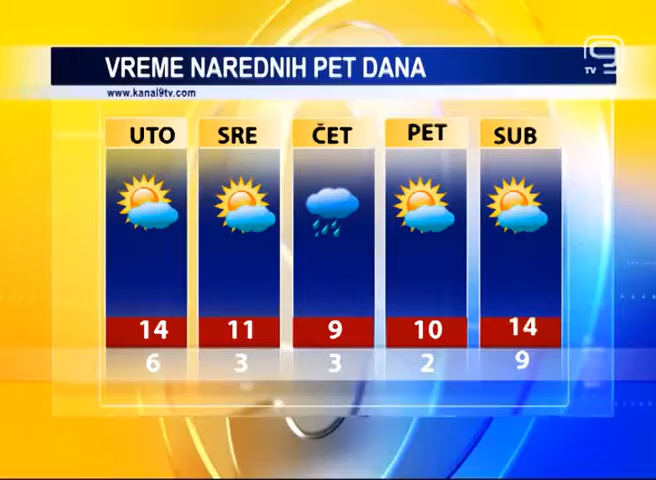 VREME NAREDNIH PET DANA
9
TV
www.kanal9tv.com
UTO SRE ČET PET SUB
14 11 9 10 14
6 3 3 2 9